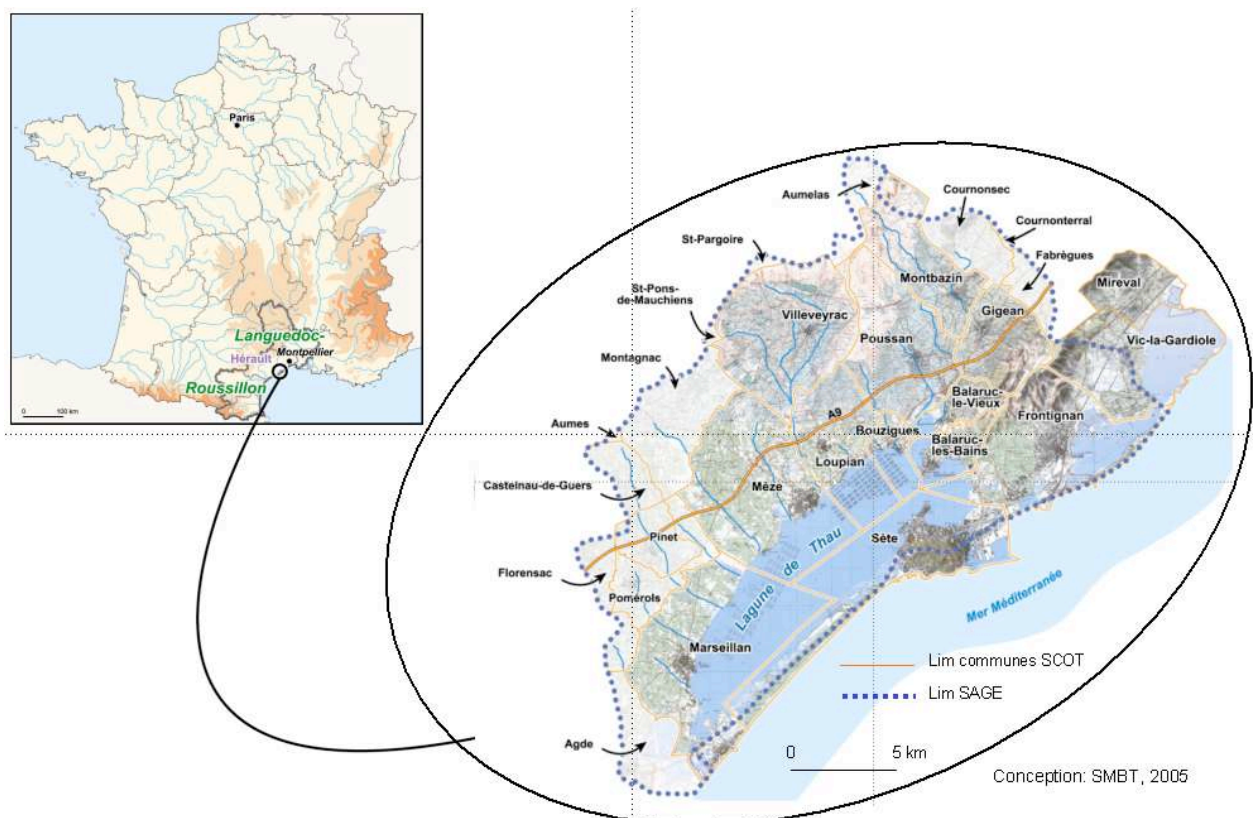 Paris
Languedoc-
Hérault
Montpellier
Roussillon
0 100 km
Aumelas
Cournonsec
Cournonterral
St-Pargoire
Fabrègues
Montbazin
Mireval
St-Pons-
de-Mauchiens
Villeveyrac
Gigean
Poussan
Vic-la-Gardiole
Montagnac
Balaruc-
le-Vieux
A9
Frontignan
Aumes
Bouzigues
Balaruc-
les-Bains
Loupian
Castelnau-de-Guers
Mèze
Pinet
Sète
Lagune de Thau
Florensac
Pomérols
Mer Méditerranée
Marseillan
Lim communes SCOT
Lim SAGE
Agde
0 5 km
Conception: SMBT, 2005